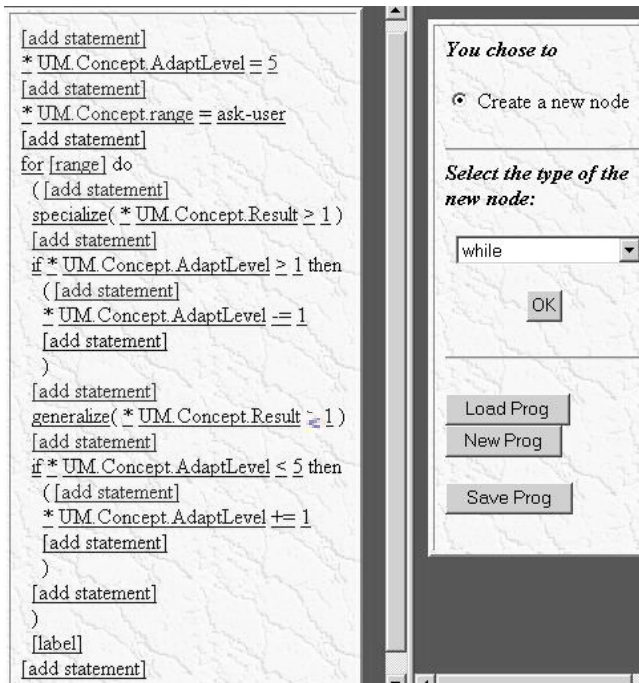 [add statement]
* UM.Concept.AdaptLevel = 5
[add statement]
* UM.Concept.range = ask-user
[add statement]
for [range] do
( [add statement]
specialize( * UM.Concept.Result > 1 )
[add statement]
if * UM.Concept.AdaptLevel > 1 then
( [add statement]
* UM.Concept.AdaptLevel -= 1
[add statement]
)
[add statement]
generalize( * UM.Concept.Result < 1 )
[add statement]
if * UM.Concept.AdaptLevel < 5 then
( [add statement]
* UM.Concept.AdaptLevel += 1
[add statement]
)
[add statement]
)
[label]
[add statement]
You chose to
Create a new node
Select the type of the
new node:
while
OK
Load Prog
New Prog
Save Prog